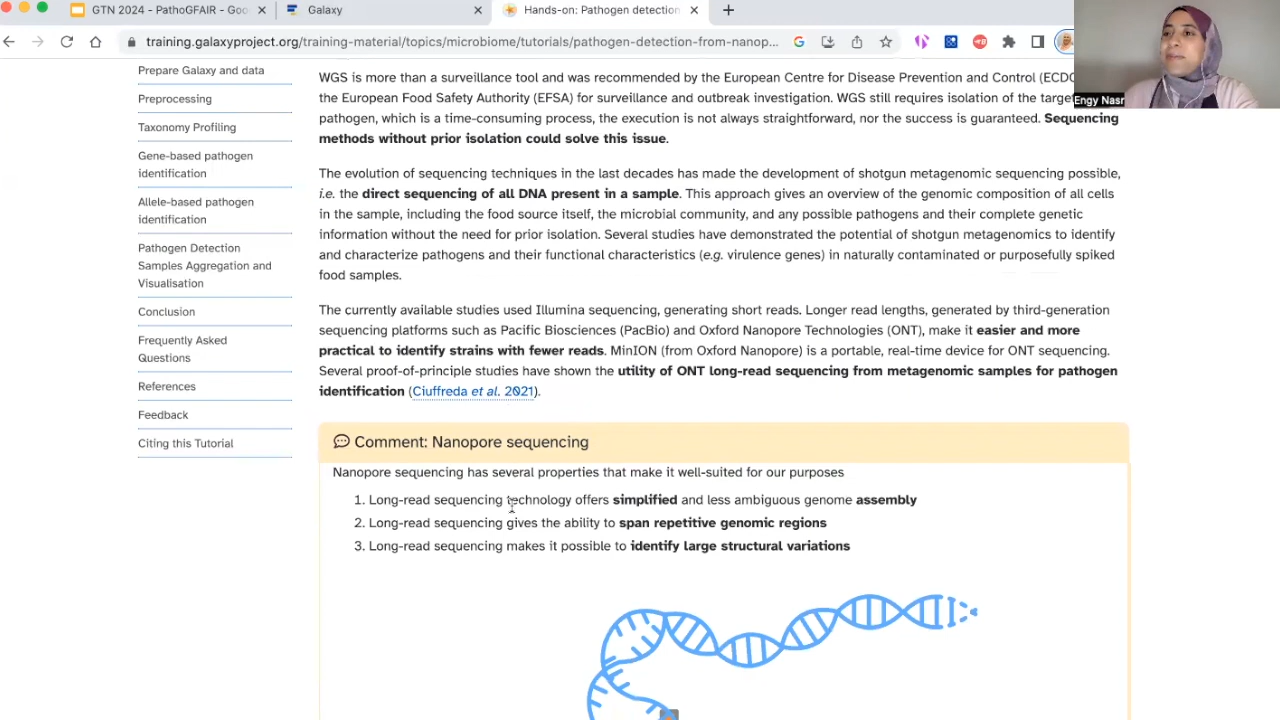 GTN 2024 - PathoGFAIR - Goo
Galaxy
Hands-on: Pathogen detection
training.galaxyproject.org/training-material/topics/microbiome/tutorials/pathogen-detection-from-nanop...
Engy Nasr
Prepare Galaxy and data
Preprocessing
Taxonomy Profiling
Gene-based pathogen
identification
Allele-based pathogen
identification
Pathogen Detection
Samples Aggregation and
Visualisation
Conclusion
Frequently Asked
Questions
References
Feedback
Citing this Tutorial
WGS is more than a surveillance tool and was recommended by the European Centre for Disease Prevention and Control (ECDC
the European Food Safety Authority (EFSA) for surveillance and outbreak investigation. WGS still requires isolation of the targe
pathogen, which is a time-consuming process, the execution is not always straightforward, nor the success is guaranteed. Sequencing
methods without prior isolation could solve this issue.
The evolution of sequencing techniques in the last decades has made the development of shotgun metagenomic sequencing possible,
i.e. the direct sequencing of all DNA present in a sample. This approach gives an overview of the genomic composition of all cells
in the sample, including the food source itself, the microbial community, and any possible pathogens and their complete genetic
information without the need for prior isolation. Several studies have demonstrated the potential of shotgun metagenomics to identify
and characterize pathogens and their functional characteristics (e.g. virulence genes) in naturally contaminated or purposefully spiked
food samples.
The currently available studies used Illumina sequencing, generating short reads. Longer read lengths, generated by third-generation
sequencing platforms such as Pacific Biosciences (PacBio) and Oxford Nanopore Technologies (ONT), make it easier and more
practical to identify strains with fewer reads. MinION (from Oxford Nanopore) is a portable, real-time device for ONT sequencing.
Several proof-of-principle studies have shown the utility of ONT long-read sequencing from metagenomic samples for pathogen
identification (Ciuffreda et al. 2021).
Comment: Nanopore sequencing
Nanopore sequencing has several properties that make it well-suited for our purposes
1. Long-read sequencing technology offers simplified and less ambiguous genome assembly
2. Long-read sequencing gives the ability to span repetitive genomic regions
3. Long-read sequencing makes it possible to identify large structural variations